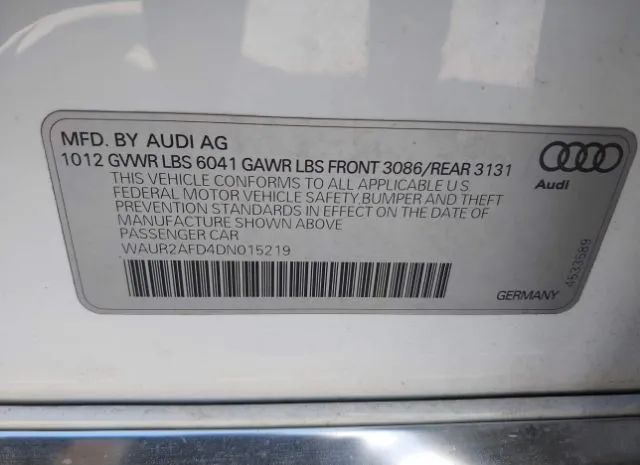 MFD. BY AUDI AG
1012 GVWR LBS 6041 GAWR LBS FRONT 3086/REAR 3131
THIS VEHICLE CONFORMS TO ALL APPLICABLE U S
FEDERAL MOTOR VEHICLE SAFETY,BUMPER AND THEFT
PREVENTION STANDARDS IN EFFECT ON THE DATE OF
MANUFACTURE SHOWN ABOVE
PASSENGER CAR
WAUR2AFD4DN015219
Audi
4533589
GERMANY